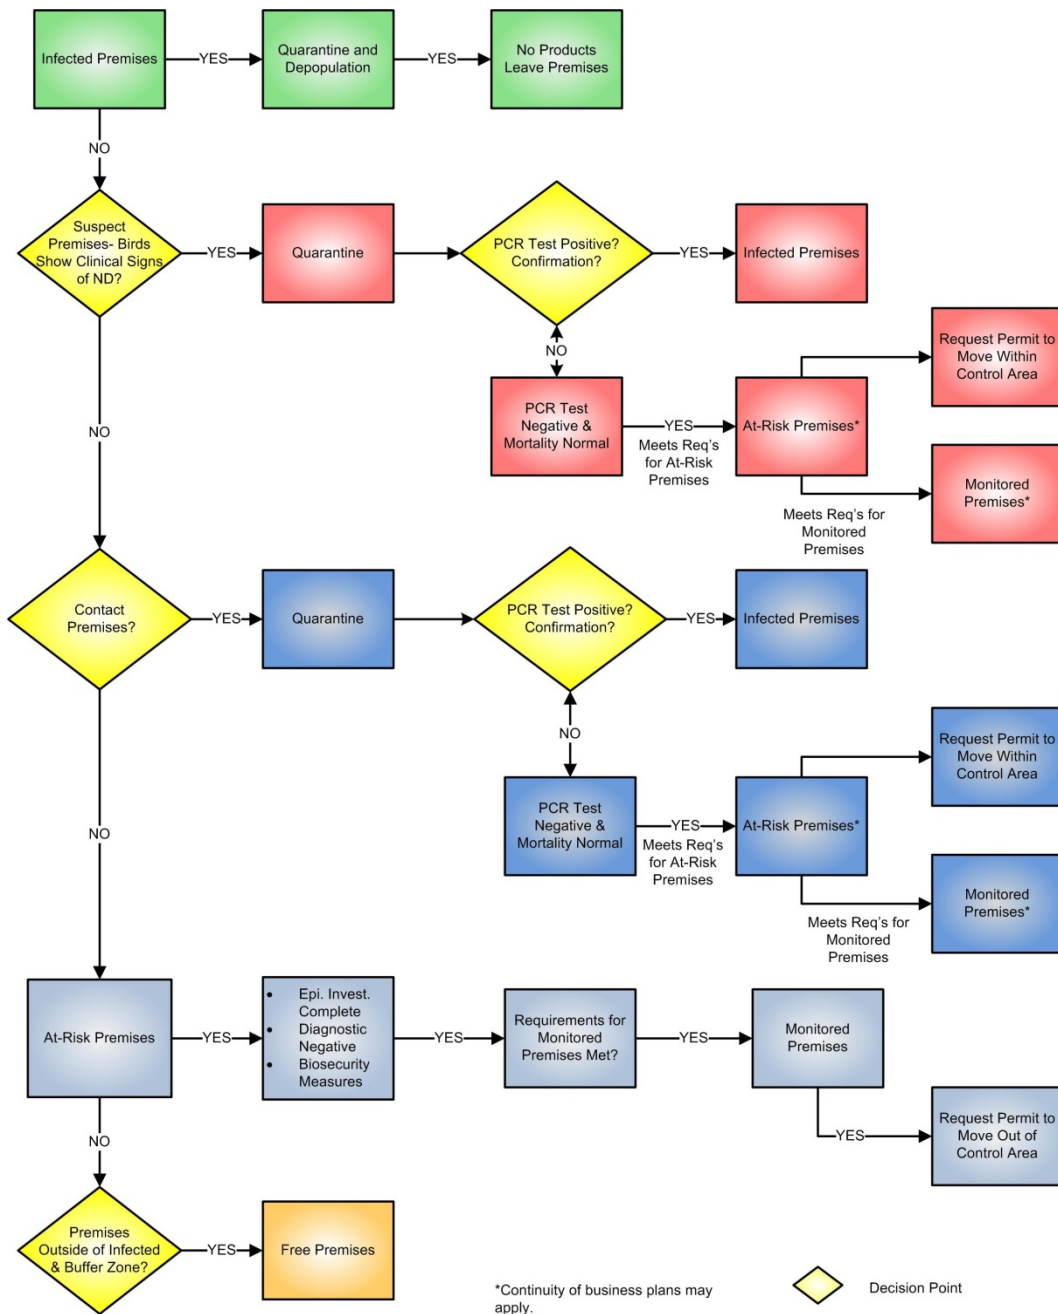 Infected Premises
YES
Quarantine and
Depopulation
YES
No Products
Leave Premises
NO
Suspect
Premises- Birds
Show Clinical Signs
of ND?
YES
Quarantine
PCR Test Positive?
Confirmation?
YES
Infected Premises
NO
PCR Test
Negative &
Mortality Normal
YES
Meets Req's
for At-Risk
Premises
At-Risk Premises*
Request Permit to
Move Within
Control Area
Meets Req's for
Monitored
Premises
Monitored
Premises*
NO
Contact
Premises?
YES
Quarantine
PCR Test Positive?
Confirmation?
YES
Infected Premises
NO
PCR Test
Negative &
Mortality Normal
YES
Meets Req's
for At-Risk
Premises
At-Risk Premises*
Request Permit to
Move Within
Control Area
Meets Req's for
Monitored
Premises
Monitored
Premises*
NO
At-Risk Premises
YES
• Epi. Invest.
Complete
• Diagnostic
Negative
• Biosecurity
Measures
YES
Requirements for
Monitored
Premises Met?
YES
Monitored
Premises
YES
Request Permit to
Move Out of
Control Area
NO
Premises
Outside of Infected
& Buffer Zone?
YES
Free Premises
*Continuity of business plans may
apply.
Decision Point